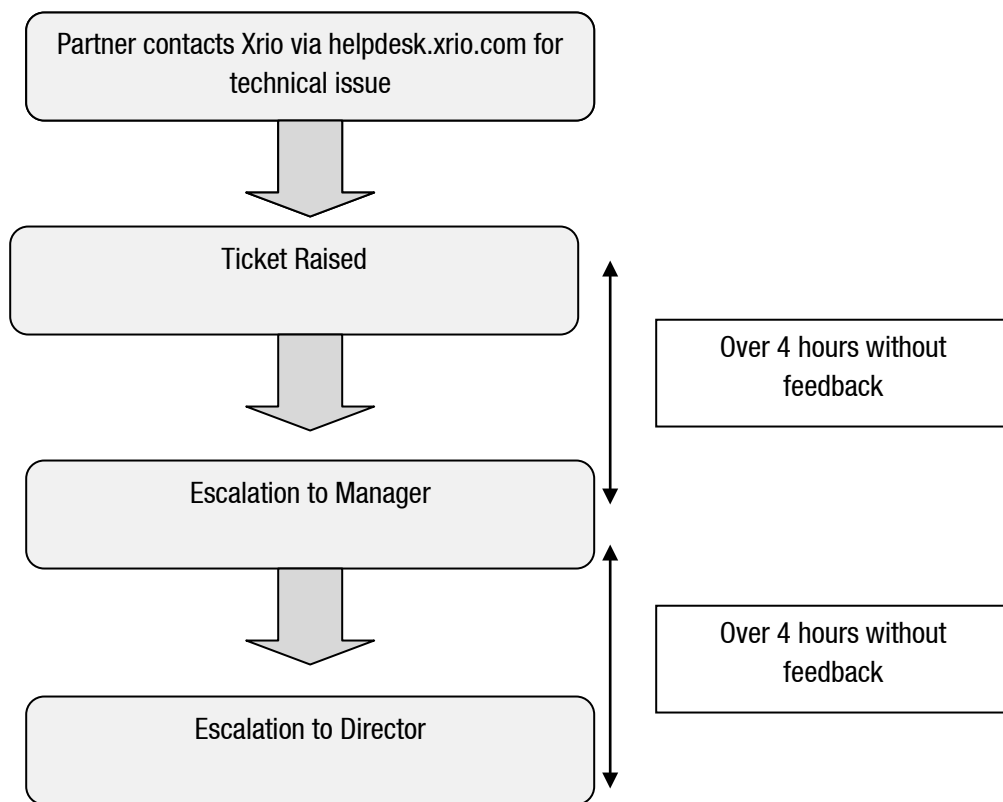 Partner contacts Xrio via helpdesk.xrio.com for
technical issue
Ticket Raised
Over 4 hours without
feedback
Escalation to Manager
Over 4 hours without
feedback
Escalation to Director